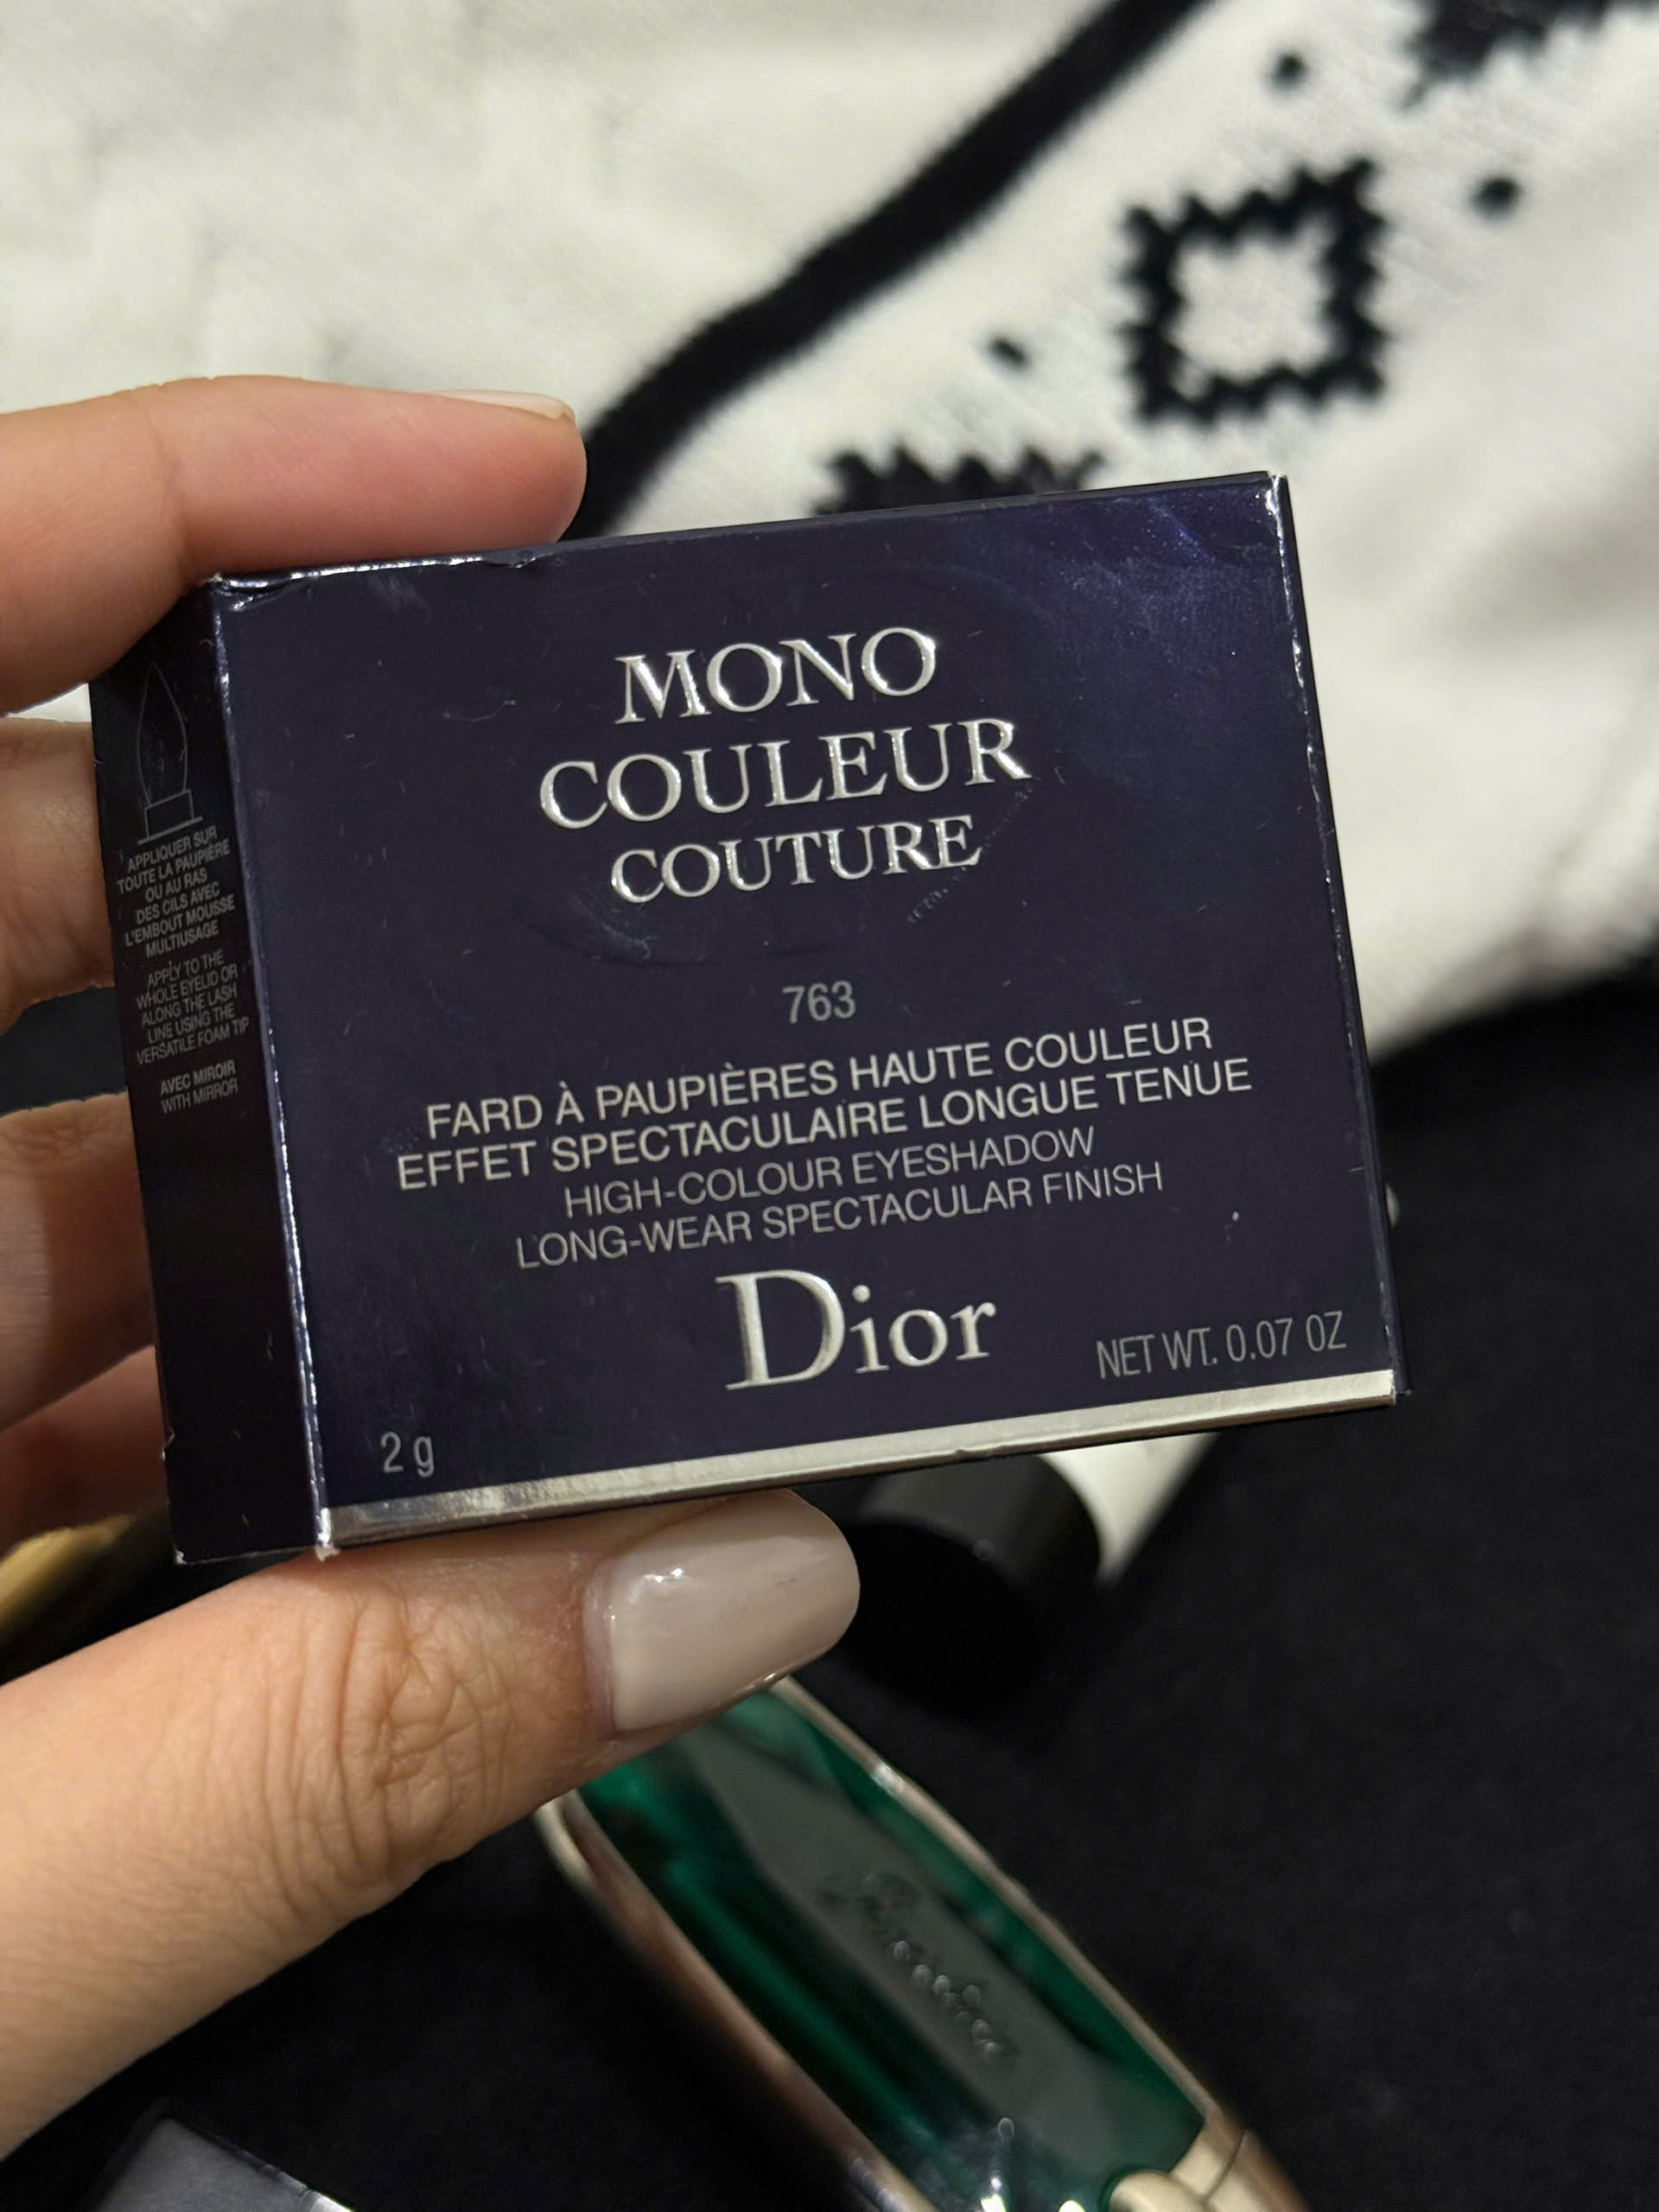 MONO
COULEUR
COUTURE
763
FARD À PAUPIÈRES HAUTE COULEUR
EFFET SPECTACULAIRE LONGUE TENUE
HIGH-COLOUR EYESHADOW
LONG-WEAR SPECTACULAR FINISH
Dior
2 g
NET WT. 0.07 OZ
APPLIQUER SUR
TOUTE LA PAUPIÈRE
OU AU RAS
DES CILS AVEC
L'EMBOUT MOUSSE
MULTIUSAGE
APPLY TO THE
WHOLE EYELID OR
ALONG THE LASH
LINE USING THE
VERSATILE FOAM TIP
AVEC MIROIR
WITH MIRROR